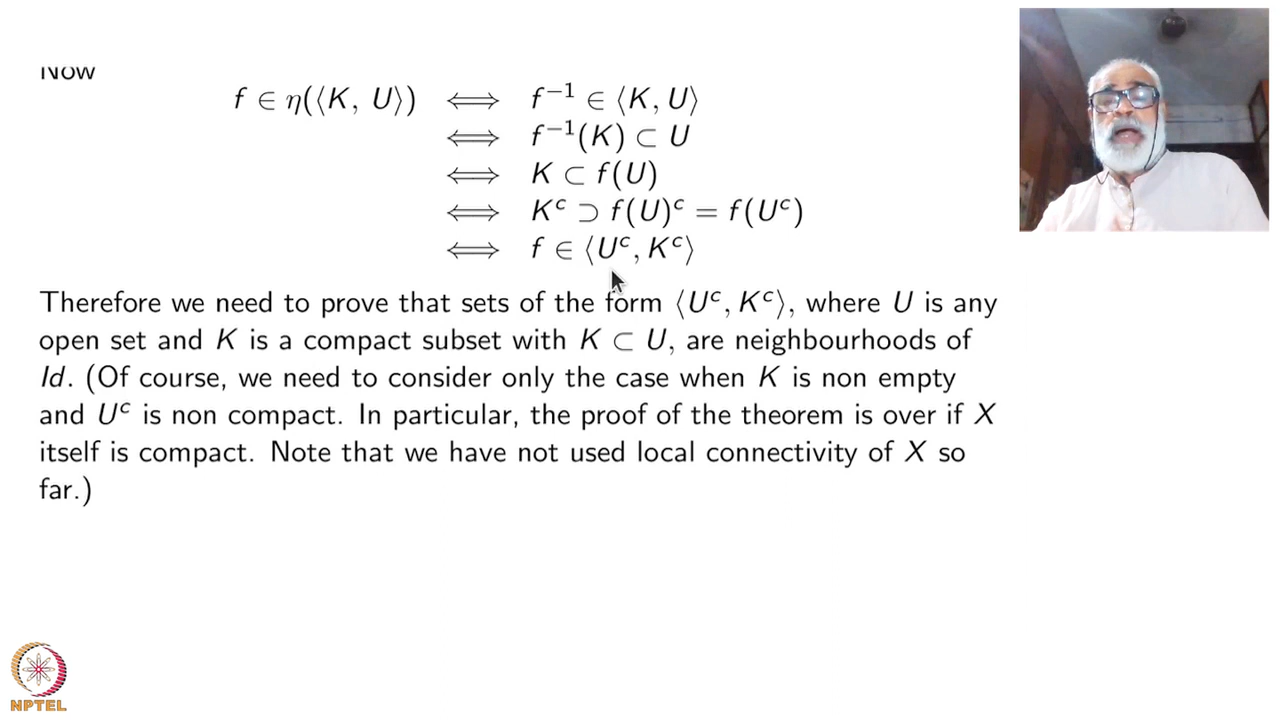 Now
f ∈ η(⟨K, U⟩) ⟺ f⁻¹ ∈ ⟨K, U⟩
⟺ f⁻¹(K) ⊂ U
⟺ K ⊂ f(U)
⟺ Kᶜ ⊃ f(U)ᶜ = f(Uᶜ)
⟺ f ∈ ⟨Uᶜ, Kᶜ⟩
Therefore we need to prove that sets of the form ⟨Uᶜ, Kᶜ⟩, where U is any
open set and K is a compact subset with K ⊂ U, are neighbourhoods of
Id. (Of course, we need to consider only the case when K is non empty
and Uᶜ is non compact. In particular, the proof of the theorem is over if X
itself is compact. Note that we have not used local connectivity of X so
far.)
NPTEL